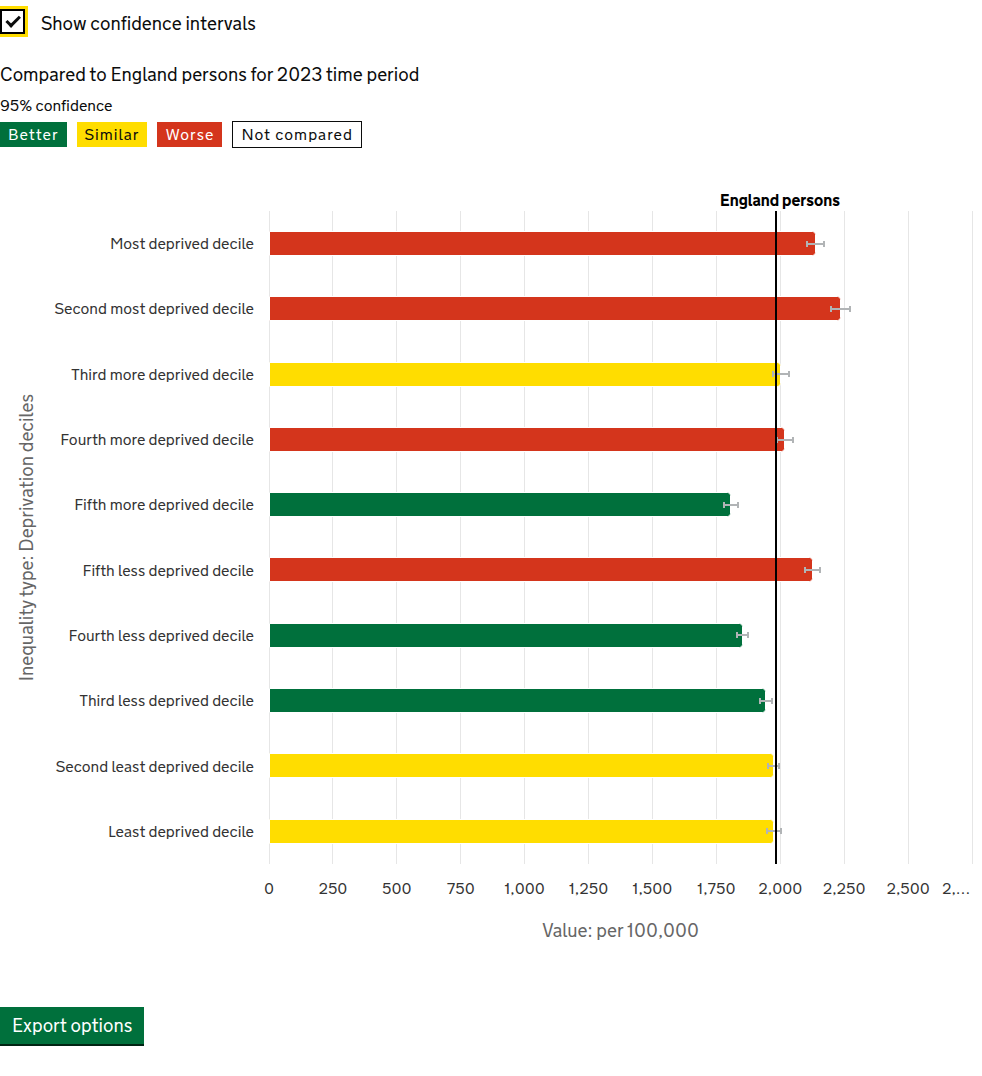 Show confidence intervals
Compared to England persons for 2023 time period
95% confidence
Better Similar Worse Not compared
England persons
Most deprived decile
Second most deprived decile
Third more deprived decile
Fourth more deprived decile
Fifth more deprived decile
Fifth less deprived decile
Fourth less deprived decile
Third less deprived decile
Second least deprived decile
Least deprived decile
Inequality type: Deprivation deciles
0 250 500 750 1,000 1,250 1,500 1,750 2,000 2,250 2,500 2,...
Value: per 100,000
Export options